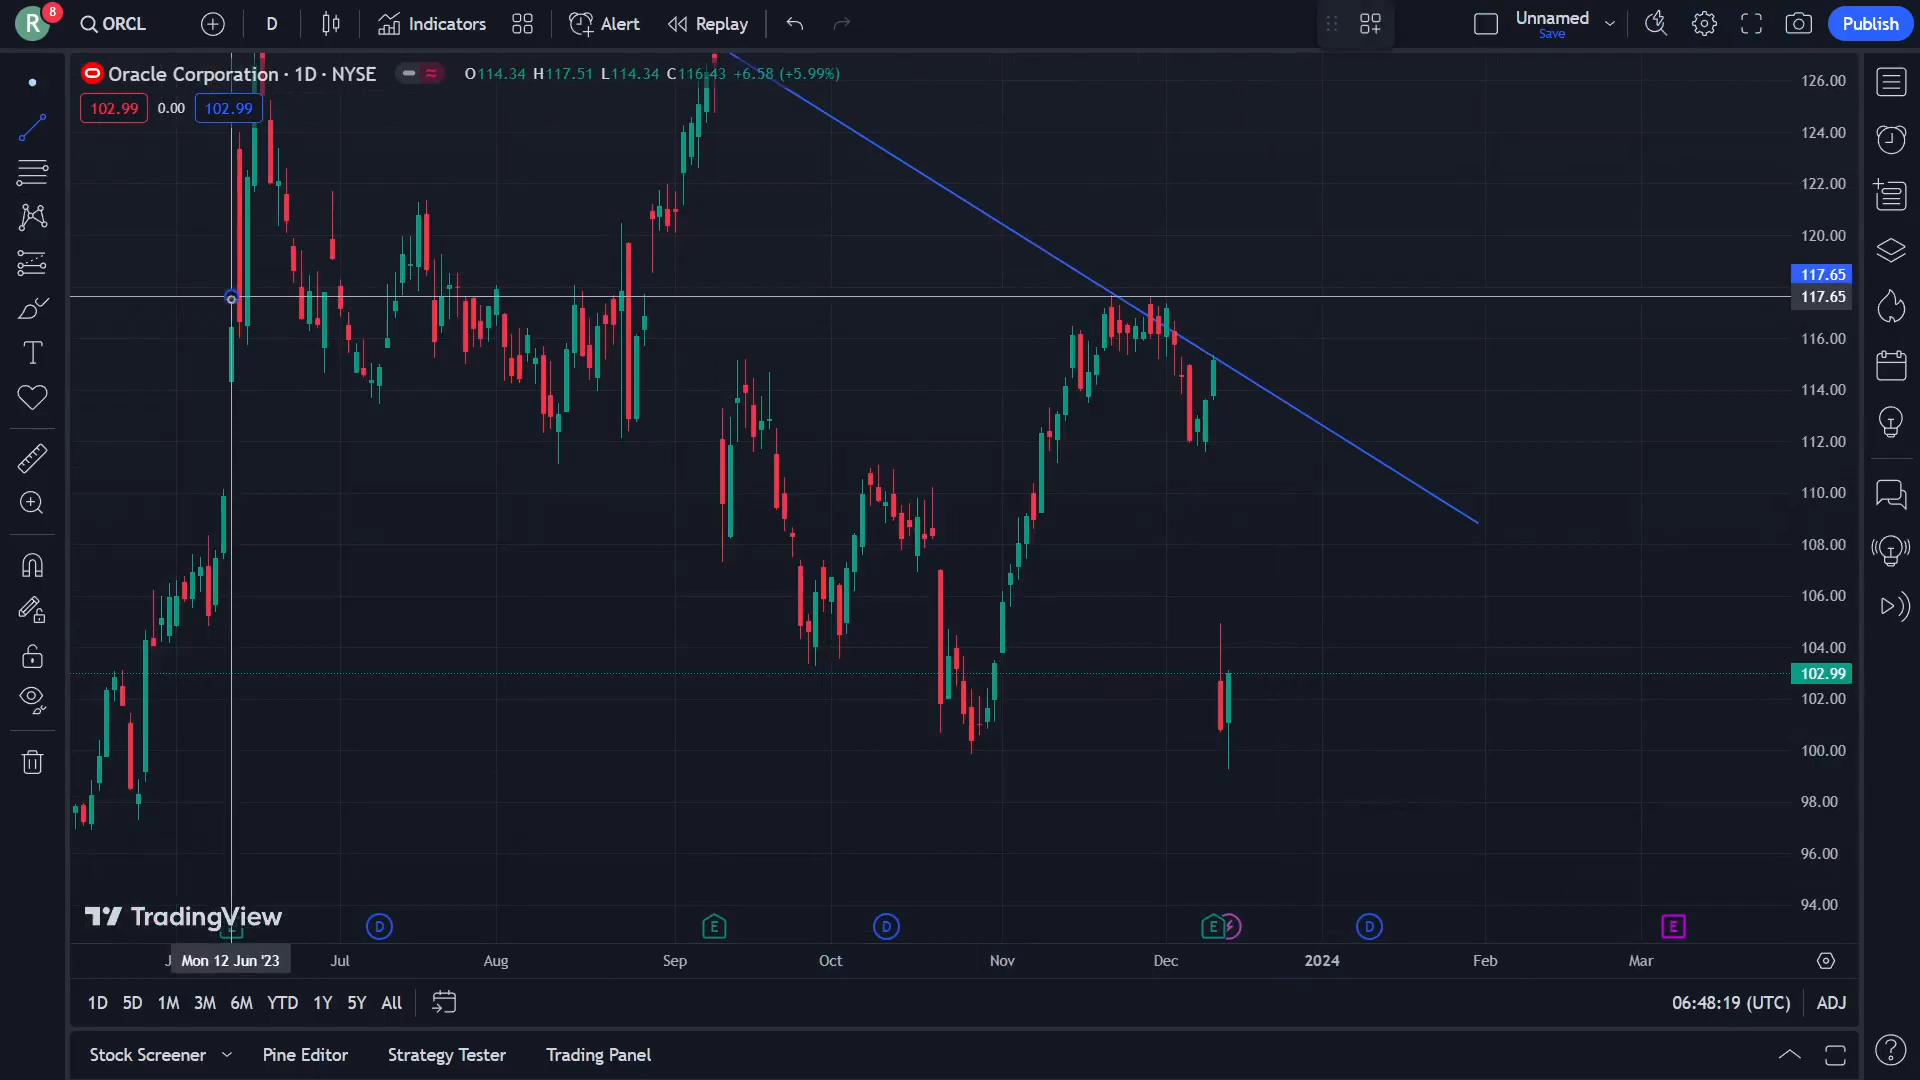 R 8 ORCL D Indicators Alert Replay Unnamed Save Publish
Oracle Corporation · 1D · NYSE O114.34 H117.51 L114.34 C116.43 +6.58 (+5.99%)
102.99 0.00 102.99
126.00
124.00
122.00
120.00
117.65
117.65
116.00
114.00
112.00
110.00
108.00
106.00
104.00
102.99
102.00
100.00
98.00
96.00
94.00
TradingView
E D E D E D E
Mon 12 Jun '23 Jul Aug Sep Oct Nov Dec 2024 Feb Mar
1D 5D 1M 3M 6M YTD 1Y 5Y All 06:48:19 (UTC) ADJ
Stock Screener Pine Editor Strategy Tester Trading Panel